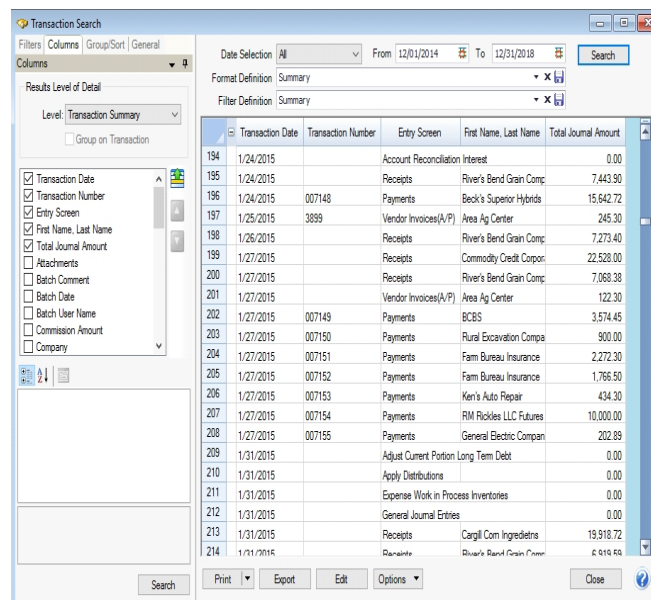 Transaction Search
Filters Columns Group/Sort General
Columns
Results Level of Detail
Level: Transaction Summary
Group on Transaction
Transaction Date
Transaction Number
Entry Screen
First Name, Last Name
Total Journal Amount
Attachments
Batch Comment
Batch Date
Batch User Name
Commission Amount
Company
Search
Date Selection All From 12/01/2014 To 12/31/2018 Search
Format Definition Summary
Filter Definition Summary
Transaction Date Transaction Number Entry Screen First Name, Last Name Total Journal Amount
194 1/24/2015 Account Reconciliation Interest 0.00
195 1/24/2015 Receipts River's Bend Grain Comp 7,443.90
196 1/24/2015 007148 Payments Beck's Superior Hybrids 15,642.72
197 1/25/2015 3899 Vendor Invoices(A/P) Area Ag Center 245.30
198 1/26/2015 Receipts River's Bend Grain Comp 7,273.40
199 1/27/2015 Receipts Commodity Credit Corpor 22,528.00
200 1/27/2015 Receipts River's Bend Grain Comp 7,068.38
201 1/27/2015 Vendor Invoices(A/P) Area Ag Center 122.30
202 1/27/2015 007149 Payments BCBS 3,574.45
203 1/27/2015 007150 Payments Rural Excavation Compa 900.00
204 1/27/2015 007151 Payments Farm Bureau Insurance 2,272.30
205 1/27/2015 007152 Payments Farm Bureau Insurance 1,766.50
206 1/27/2015 007153 Payments Ken's Auto Repair 434.30
207 1/27/2015 007154 Payments RM Rickles LLC Futures 10,000.00
208 1/27/2015 007155 Payments General Electric Compan 202.89
209 1/31/2015 Adjust Current Portion Long Term Debt 0.00
210 1/31/2015 Apply Distributions 0.00
211 1/31/2015 Expense Work in Process Inventories 0.00
212 1/31/2015 General Journal Entries 0.00
213 1/31/2015 Receipts Cargill Corn Ingredietns 19,918.72
214 1/31/2015 Receipts River's Bend Grain Comp 6,919.59
Print Export Edit Options Close